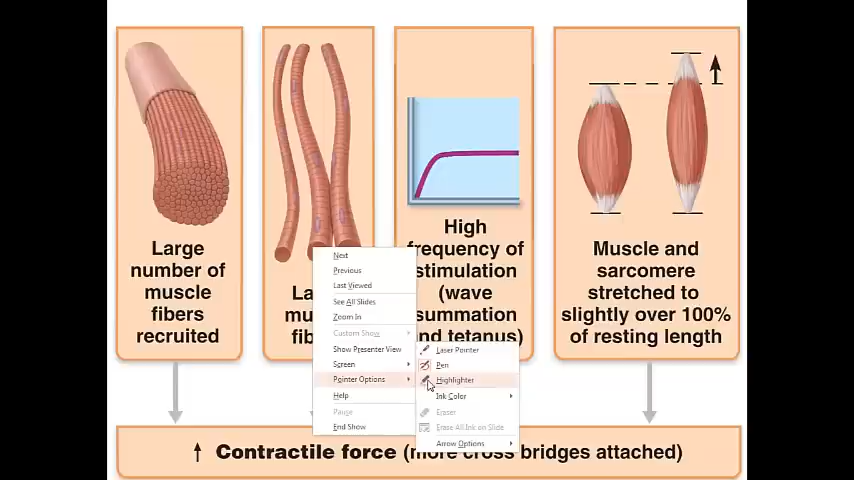 Large
number of
muscle
fibers
recruited
La
mu
fib
High
frequency of
stimulation
(wave
summation
nd tetanus)
Muscle and
sarcomere
stretched to
slightly over 100%
of resting length
Next
Previous
Last Viewed
See All Slides
Zoom In
Custom Show
Show Presenter View
Screen
Pointer Options
Help
Pause
End Show
Laser Pointer
Pen
Highlighter
Ink Color
Eraser
Erase All Ink on Slide
Arrow Options
↑ Contractile force (more cross bridges attached)